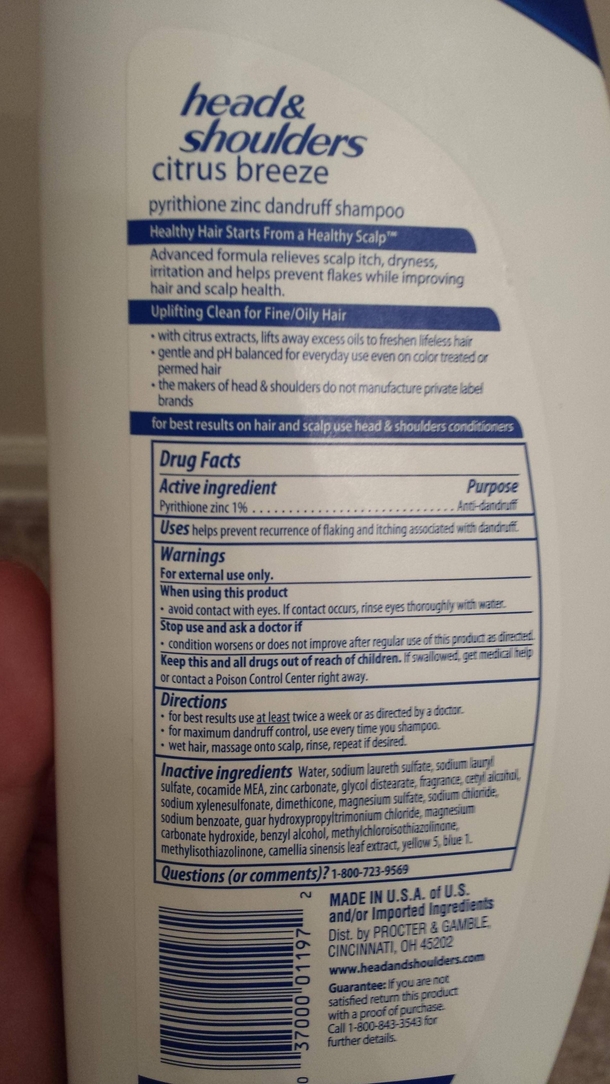 head&
shoulders
citrus breeze
pyrithione zinc dandruff shampoo
Healthy Hair Starts From a Healthy Scalp™
Advanced formula relieves scalp itch, dryness,
irritation and helps prevent flakes while improving
hair and scalp health.
Uplifting Clean for Fine/Oily Hair
• with citrus extracts, lifts away excess oils to freshen lifeless hair
• gentle and pH balanced for everyday use even on color treated or
permed hair
• the makers of head & shoulders do not manufacture private label
brands
for best results on hair and scalp use head & shoulders conditioners
Drug Facts
Active ingredient Purpose
Pyrithione zinc 1% . . . . . . . . . . . . . . . . . . . . . . . . . . . . Anti-dandruff
Uses helps prevent recurrence of flaking and itching associated with dandruff.
Warnings
For external use only.
When using this product
• avoid contact with eyes. If contact occurs, rinse eyes thoroughly with water.
Stop use and ask a doctor if
• condition worsens or does not improve after regular use of this product as directed.
Keep this and all drugs out of reach of children. If swallowed, get medical help
or contact a Poison Control Center right away.
Directions
• for best results use at least twice a week or as directed by a doctor.
• for maximum dandruff control, use every time you shampoo.
• wet hair, massage onto scalp, rinse, repeat if desired.
Inactive ingredients Water, sodium laureth sulfate, sodium lauryl
sulfate, cocamide MEA, zinc carbonate, glycol distearate, fragrance, cetyl alcohol,
sodium xylenesulfonate, dimethicone, magnesium sulfate, sodium chloride,
sodium benzoate, guar hydroxypropyltrimonium chloride, magnesium
carbonate hydroxide, benzyl alcohol, methylchloroisothiazolinone,
methylisothiazolinone, camellia sinensis leaf extract, yellow 5, blue 1.
Questions (or comments)? 1-800-723-9569
0 37000 01197 2
MADE IN U.S.A. of U.S.
and/or Imported Ingredients
Dist. by PROCTER & GAMBLE,
CINCINNATI, OH 45202
www.headandshoulders.com
Guarantee: If you are not
satisfied return this product
with a proof of purchase.
Call 1-800-843-3543 for
further details.